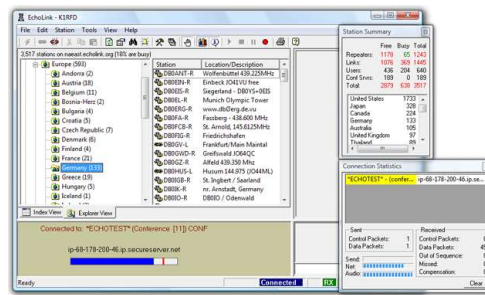 EchoLink - K1RFD
File Edit Station Tools View Help
3,517 stations on naeast.echolink.org (18% are busy)
Europe (593)
Andorra (2)
Austria (18)
Belgium (11)
Bosnia-Herz (2)
Bulgaria (4)
Croatia (5)
Czech Republic (7)
Denmark (6)
Finland (4)
France (21)
Germany (133)
Greece (19)
Hungary (5)
Iceland (1)
Index View Explorer View
Station Location/Description
DB0ANT-R Wolfenbüttel 439.225MHz
DB0EIN-R Einbeck JO41VU free
DB0EIS-R Siegerland - DB0YS+0EIS
DB0EL-R Munich Olympic Tower
DB0ERG-R www.db0erg.de.vu
DB0FA-R Fassberg - 438.600 MHz
DB0FCB-R St. Arnold, 145.6125MHz
DB0FIG-R Friedrichshafen
DB0GV-L Frankfurt/Main Maintal
DB0GWD-R Greifswald JO64QC
DB0GZ-R Alfeld 439.350 Mhz
DB0HUS-L Husum 144.975 (IO44ML)
DB0IGB-R St. Ingbert / Saarland
DB0IK-R nr. Arnstadt, Germany
DB0IO-R DB0IO / Odenwald
Connected to: *ECHOTEST* (Conference [11]) CONF
ip-68-178-200-46.ip.secureserver.net
Ready
Connected
RX
Station Summary
Free Busy Total
Repeaters: 1178 65 1243
Links: 1076 369 1445
Users: 436 204 640
Conf Srvrs: 189 0 189
Total: 2879 638 3517
United States 1733
Japan 328
Canada 224
Germany 133
Australia 105
United Kingdom 97
Thailand 89
Connection Statistics
*ECHOTEST* - (confer... ip-68-178-200-46.ip.se...
Sent
Control Packets: 1
Data Packets: 1
Received
Control Packets:
Data Packets:
Out of Sequence:
Missed:
Compensation:
Send:
Net:
Audio:
Clear